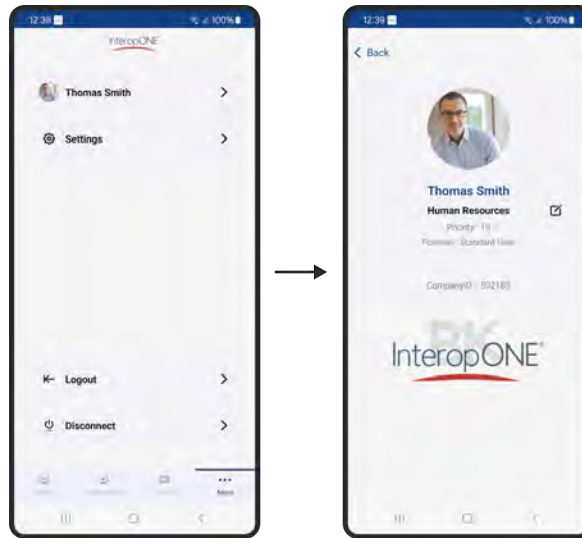 12:38
100%
InteropONE
Thomas Smith
Settings
Logout
Disconnect
More
12:39
100%
Back
Thomas Smith
Human Resources
Priority : 10
Position : Standard User
CompanyID : 502183
InteropONE